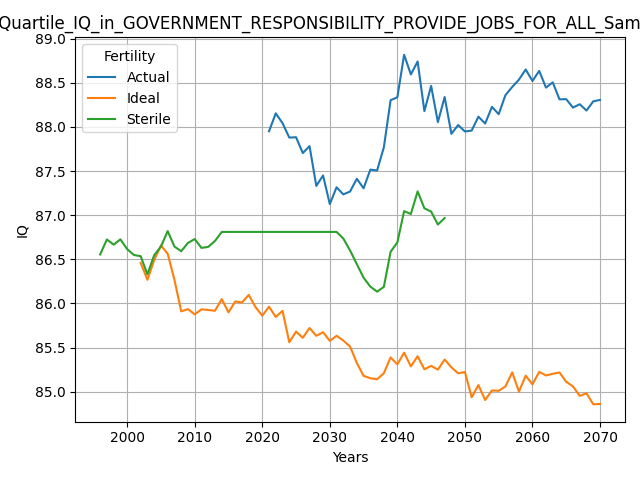 Quartile_IQ_in_GOVERNMENT_RESPONSIBILITY_PROVIDE_JOBS_FOR_ALL_Sam
Fertility
Actual
Ideal
Sterile
89.0
88.5
88.0
87.5
87.0
86.5
86.0
85.5
85.0
IQ
2000 2010 2020 2030 2040 2050 2060 2070
Years